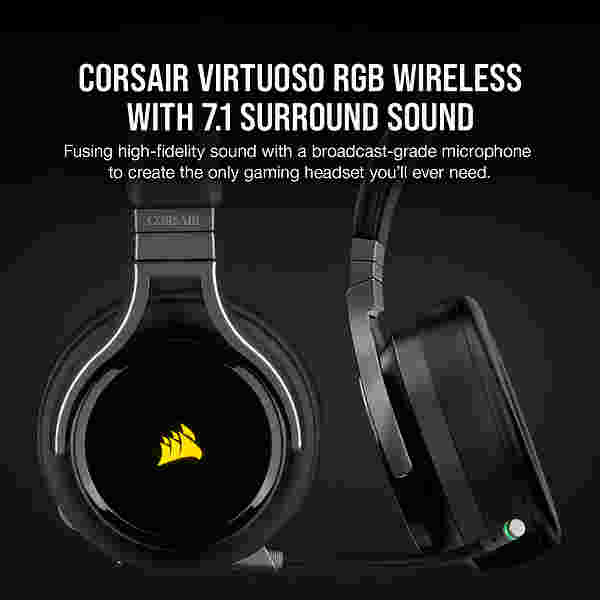 CORSAIR VIRTUOSO RGB WIRELESS
WITH 7.1 SURROUND SOUND
Fusing high-fidelity sound with a broadcast-grade microphone
to create the only gaming headset you'll ever need.
CORSAIR